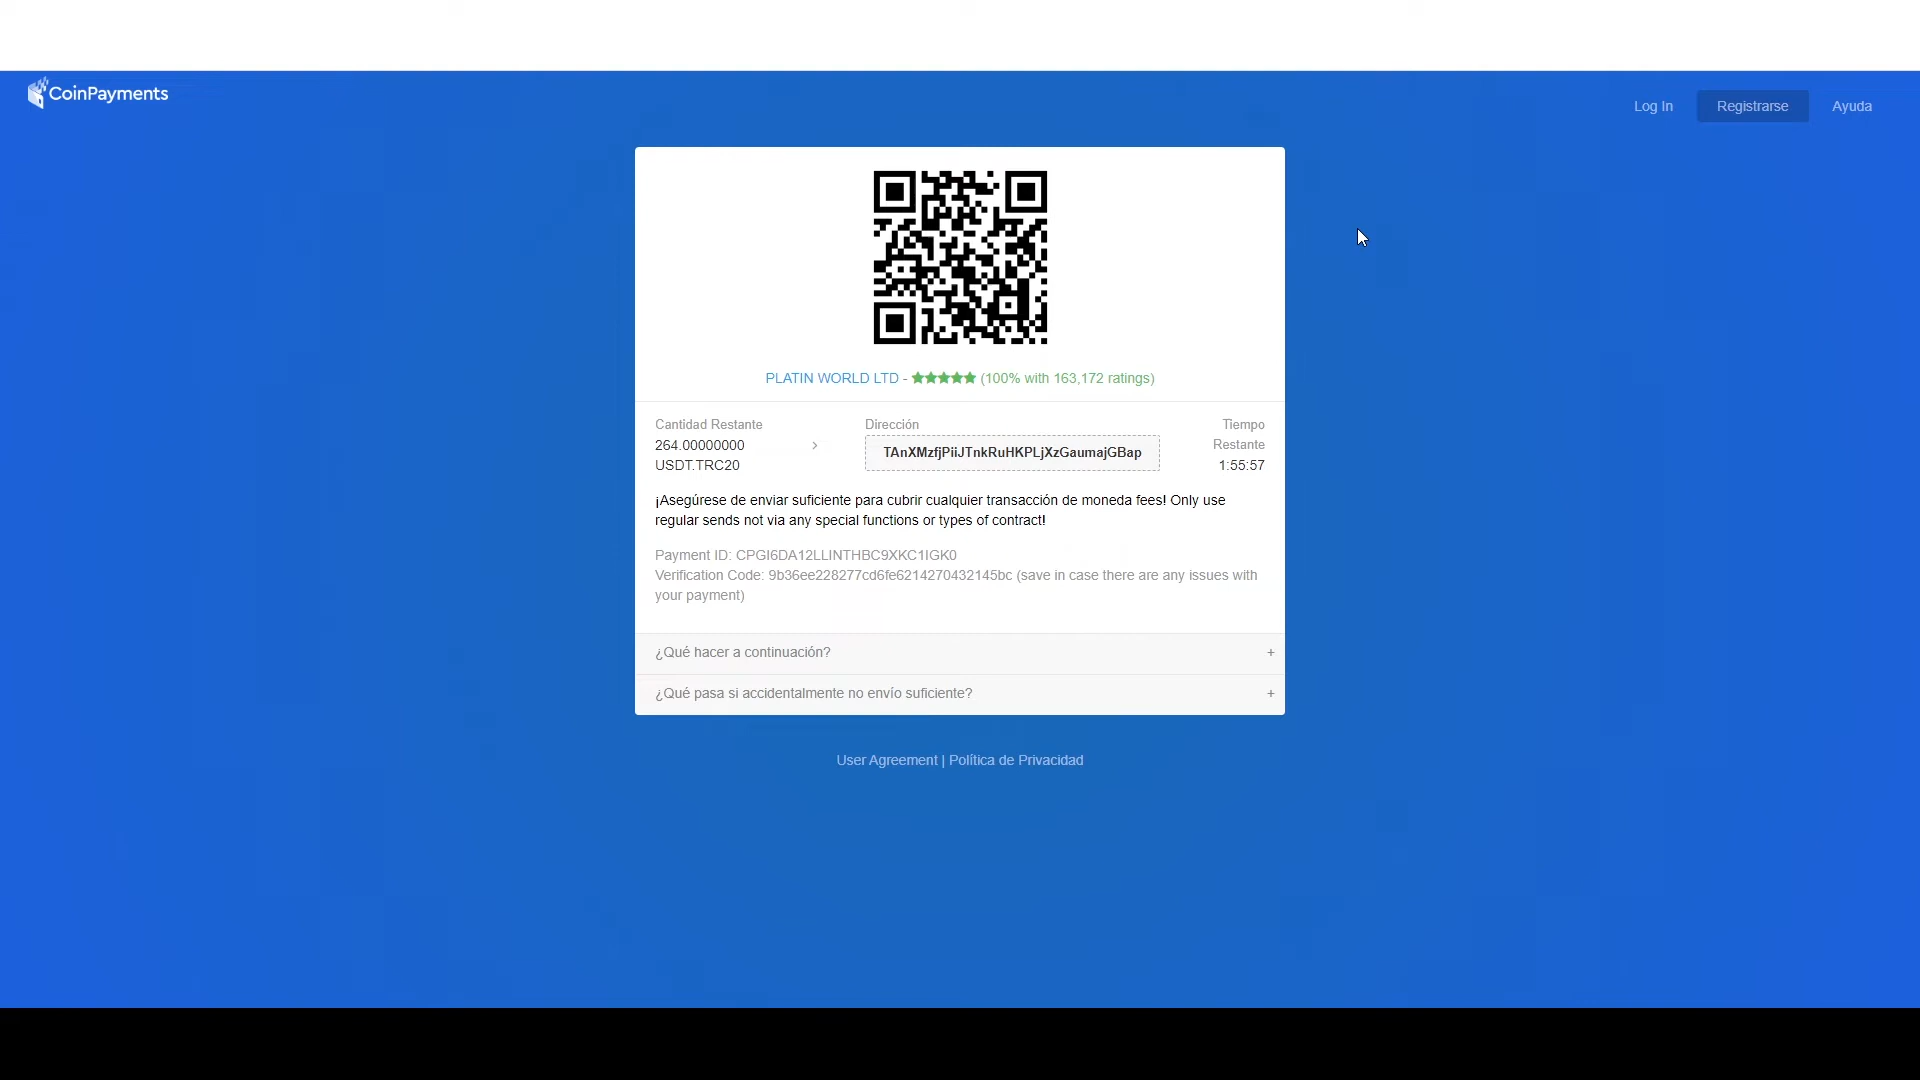 CoinPayments
Log In
Registrarse
Ayuda
PLATIN WORLD LTD - ★★★★★ (100% with 163,172 ratings)
Cantidad Restante
264.00000000
USDT.TRC20
Dirección
TAnXMzfjPiiJTnkRuHKPLjXzGaumajGBap
Tiempo
Restante
1:55:57
¡Asegúrese de enviar suficiente para cubrir cualquier transacción de moneda fees! Only use
regular sends not via any special functions or types of contract!
Payment ID: CPGI6DA12LLINTHBC9XKC1IGK0
Verification Code: 9b36ee228277cd6fe6214270432145bc (save in case there are any issues with
your payment)
¿Qué hacer a continuación? +
¿Qué pasa si accidentalmente no envío suficiente? +
User Agreement | Política de Privacidad